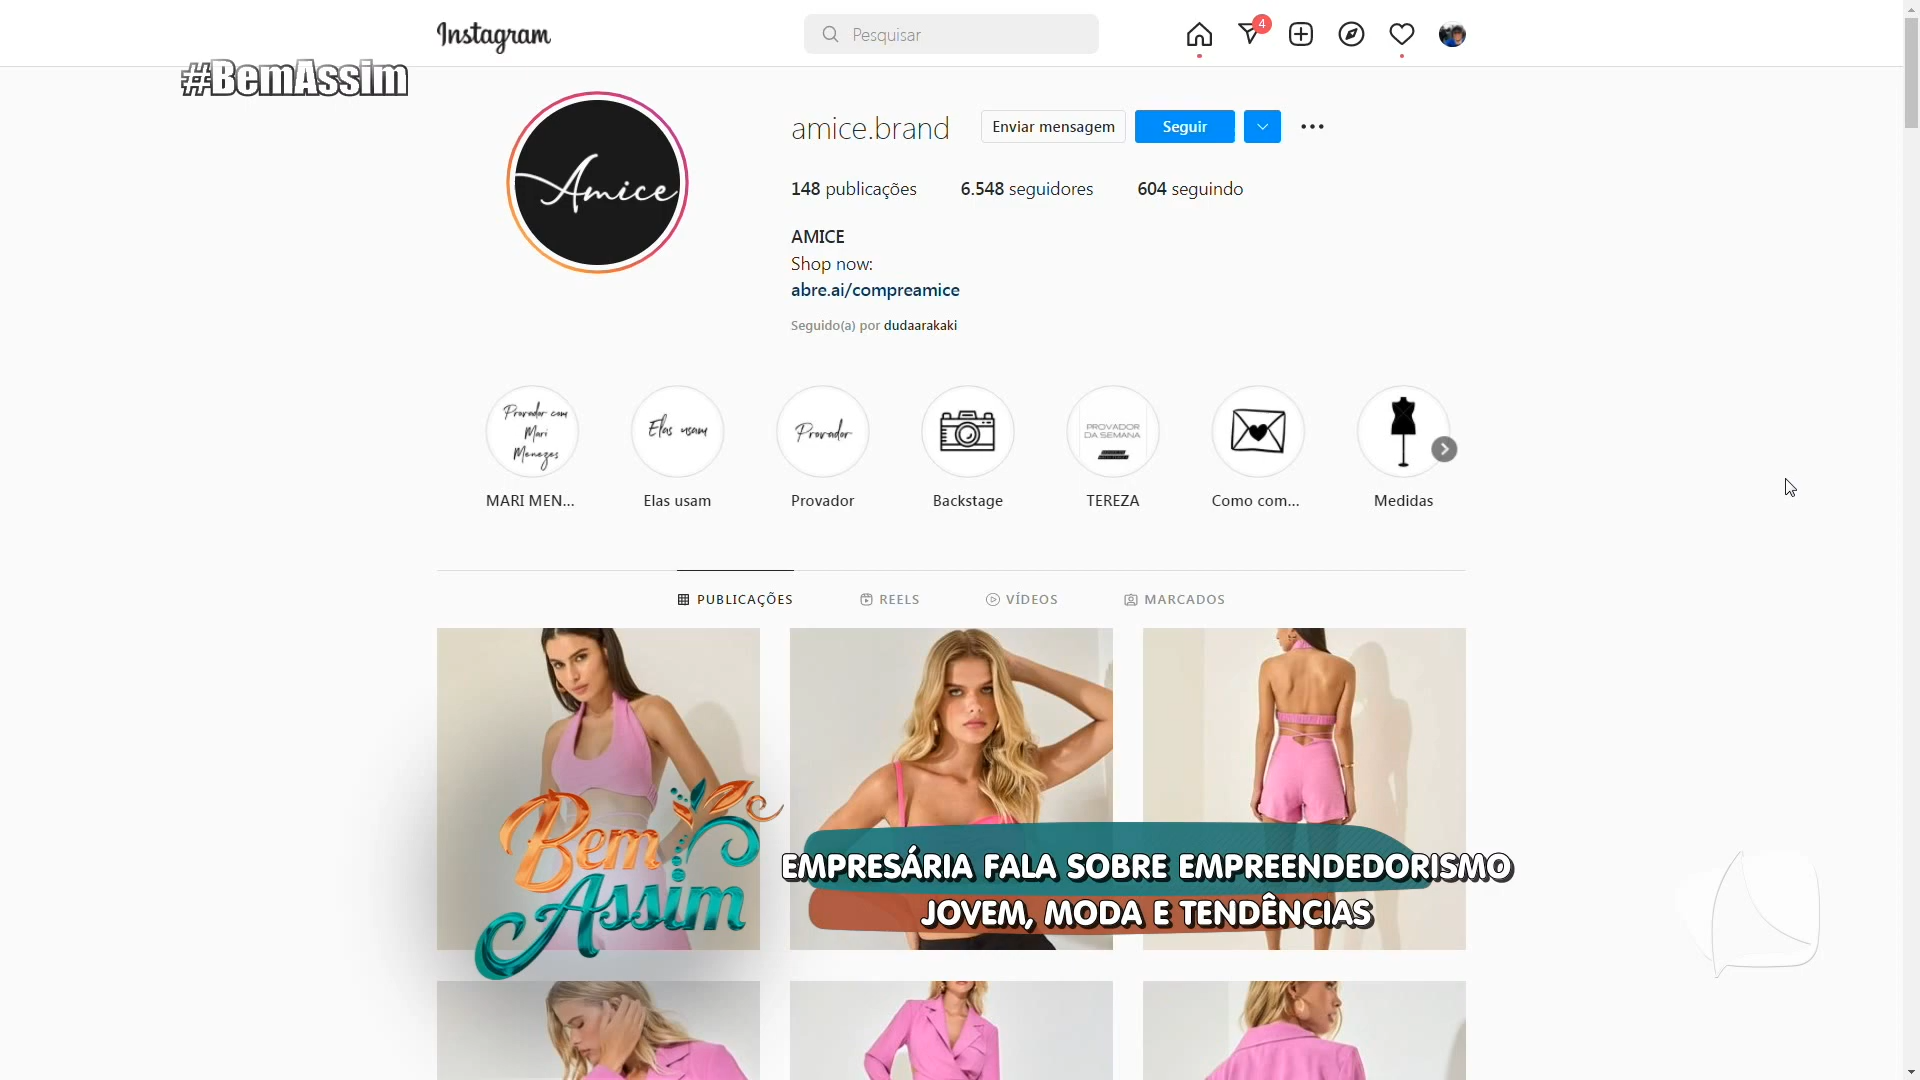 Instagram
Pesquisar
4
#BemAssim
Amice
amice.brand
Enviar mensagem
Seguir
148 publicações
6.548 seguidores
604 seguindo
AMICE
Shop now:
abre.ai/compreamice
Seguido(a) por dudaarakaki
Provador com
Mari
Menezes
Elas usam
Provador
PROVADOR
DA SEMANA
MARI MEN...
Elas usam
Provador
Backstage
TEREZA
Como com...
Medidas
PUBLICAÇÕES
REELS
VÍDEOS
MARCADOS
Bem
Assim
EMPRESÁRIA FALA SOBRE EMPREENDEDORISMO
JOVEM, MODA E TENDÊNCIAS